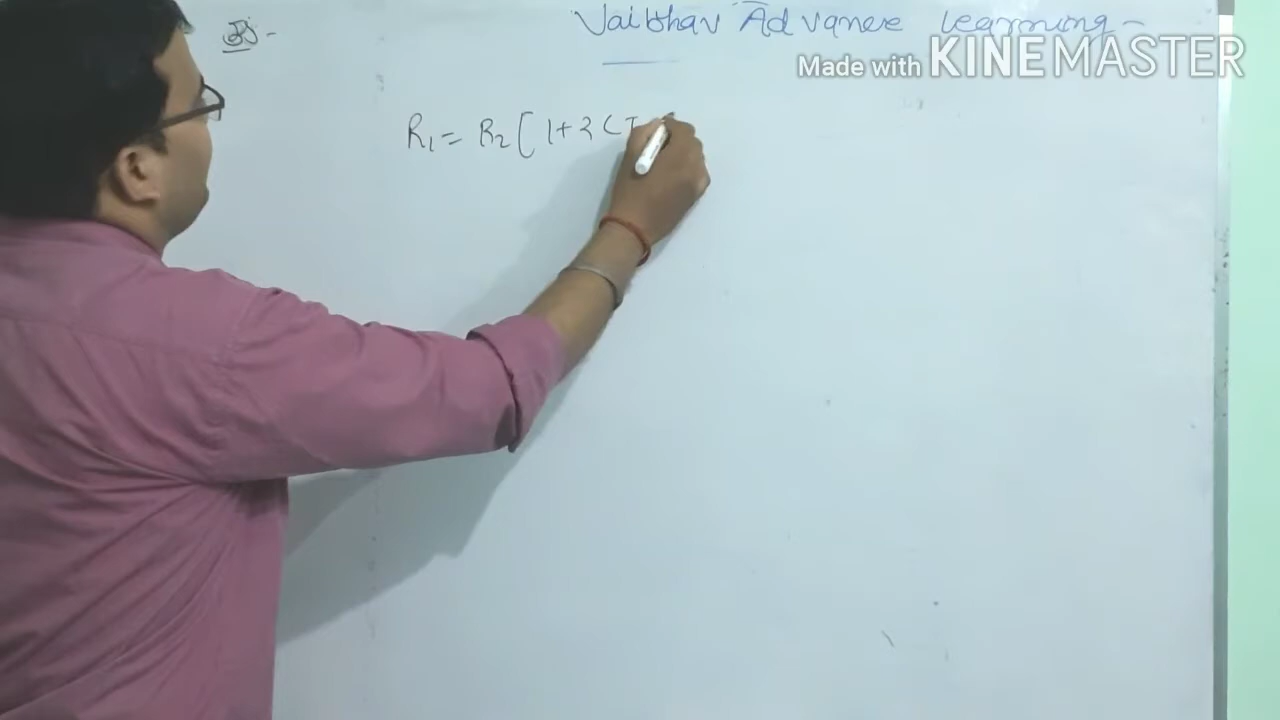 Vaibhav Advance learning -
Made with KINEMASTER
R₁ = R₂ [ 1 + 2 ( T